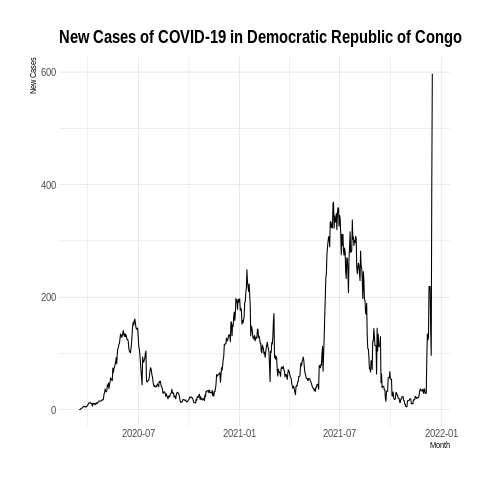 New Cases of COVID-19 in Democratic Republic of Congo
New Cases
600
400
200
0
2020-07
2021-01
2021-07
2022-01
Month